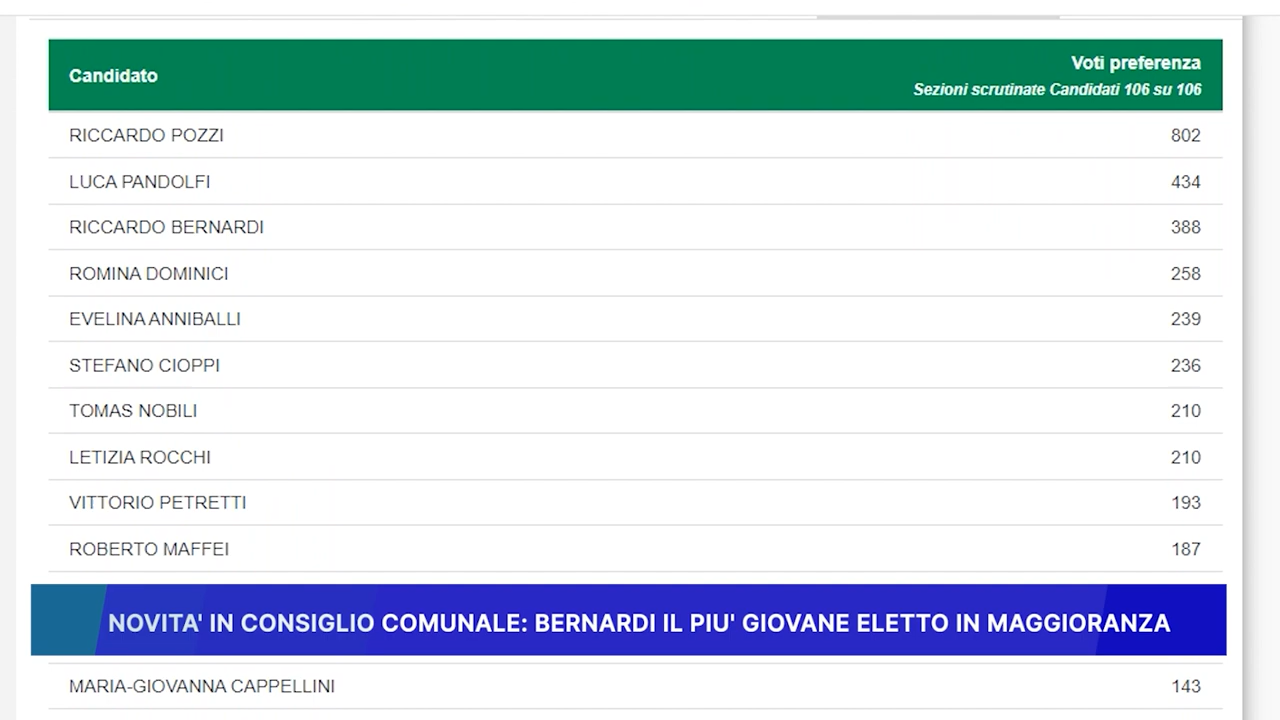 Candidato
Voti preferenza
Sezioni scrutinate Candidati 106 su 106
RICCARDO POZZI 802
LUCA PANDOLFI 434
RICCARDO BERNARDI 388
ROMINA DOMINICI 258
EVELINA ANNIBALLI 239
STEFANO CIOPPI 236
TOMAS NOBILI 210
LETIZIA ROCCHI 210
VITTORIO PETRETTI 193
ROBERTO MAFFEI 187
NOVITA' IN CONSIGLIO COMUNALE: BERNARDI IL PIU' GIOVANE ELETTO IN MAGGIORANZA
MARIA-GIOVANNA CAPPELLINI 143